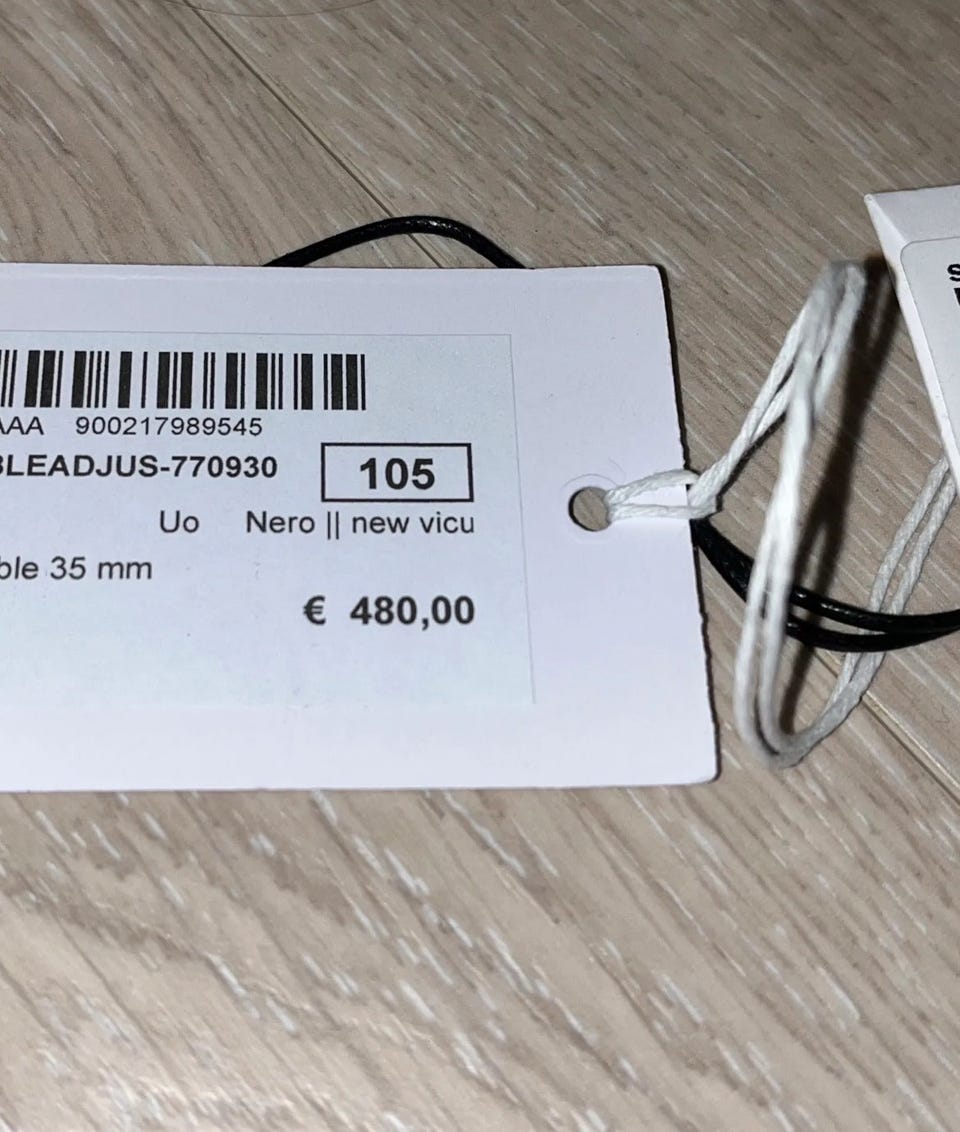 AAA 900217989545
BLEADJUS-770930 105
Uo Nero || new vicu
ble 35 mm
€ 480,00
S